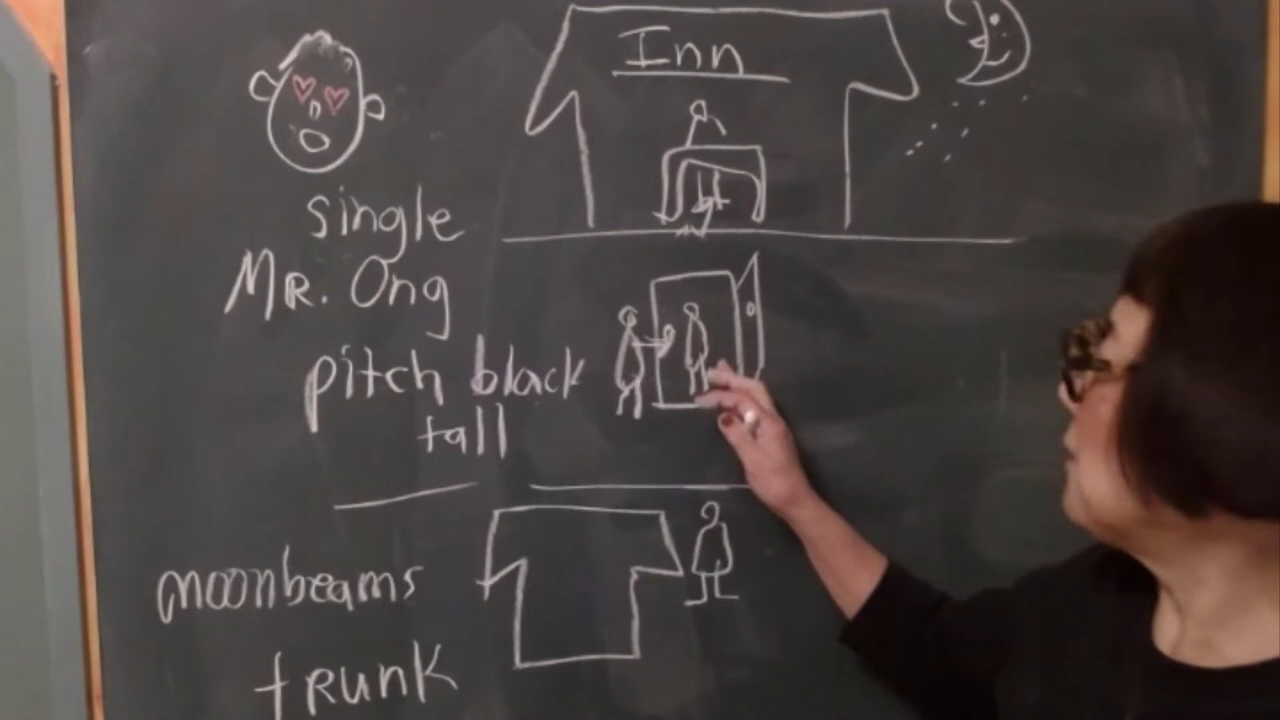 Inn
single
MR. Ong
pitch black
tall
moonbeams
trunk